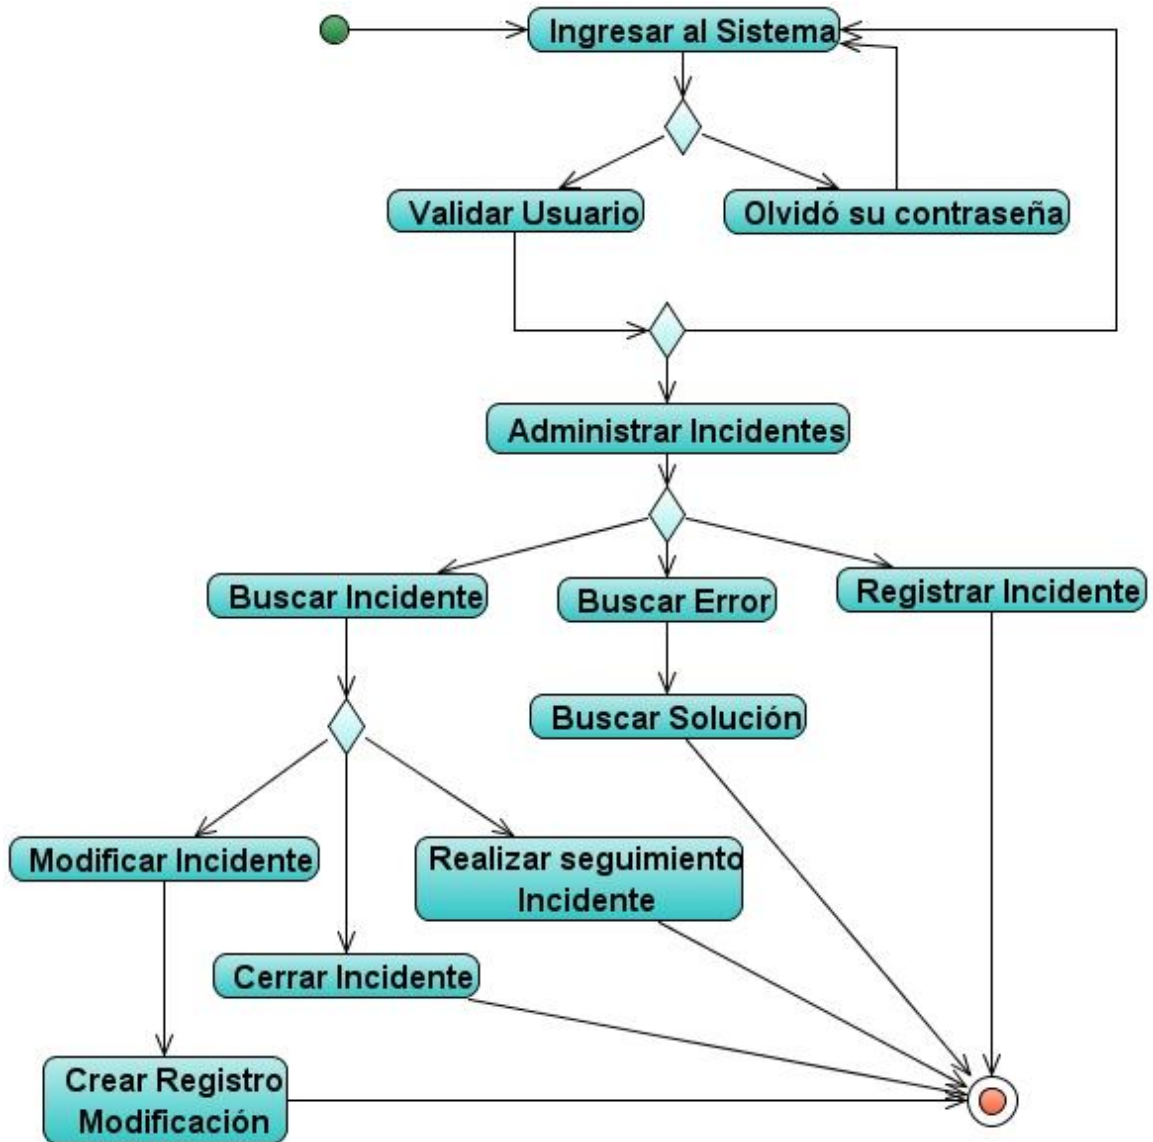 Ingresar al Sistema
Validar Usuario
Olvidó su contraseña
Administrar Incidentes
Buscar Incidente
Buscar Error
Registrar Incidente
Buscar Solución
Modificar Incidente
Realizar seguimiento
Incidente
Cerrar Incidente
Crear Registro
Modificación